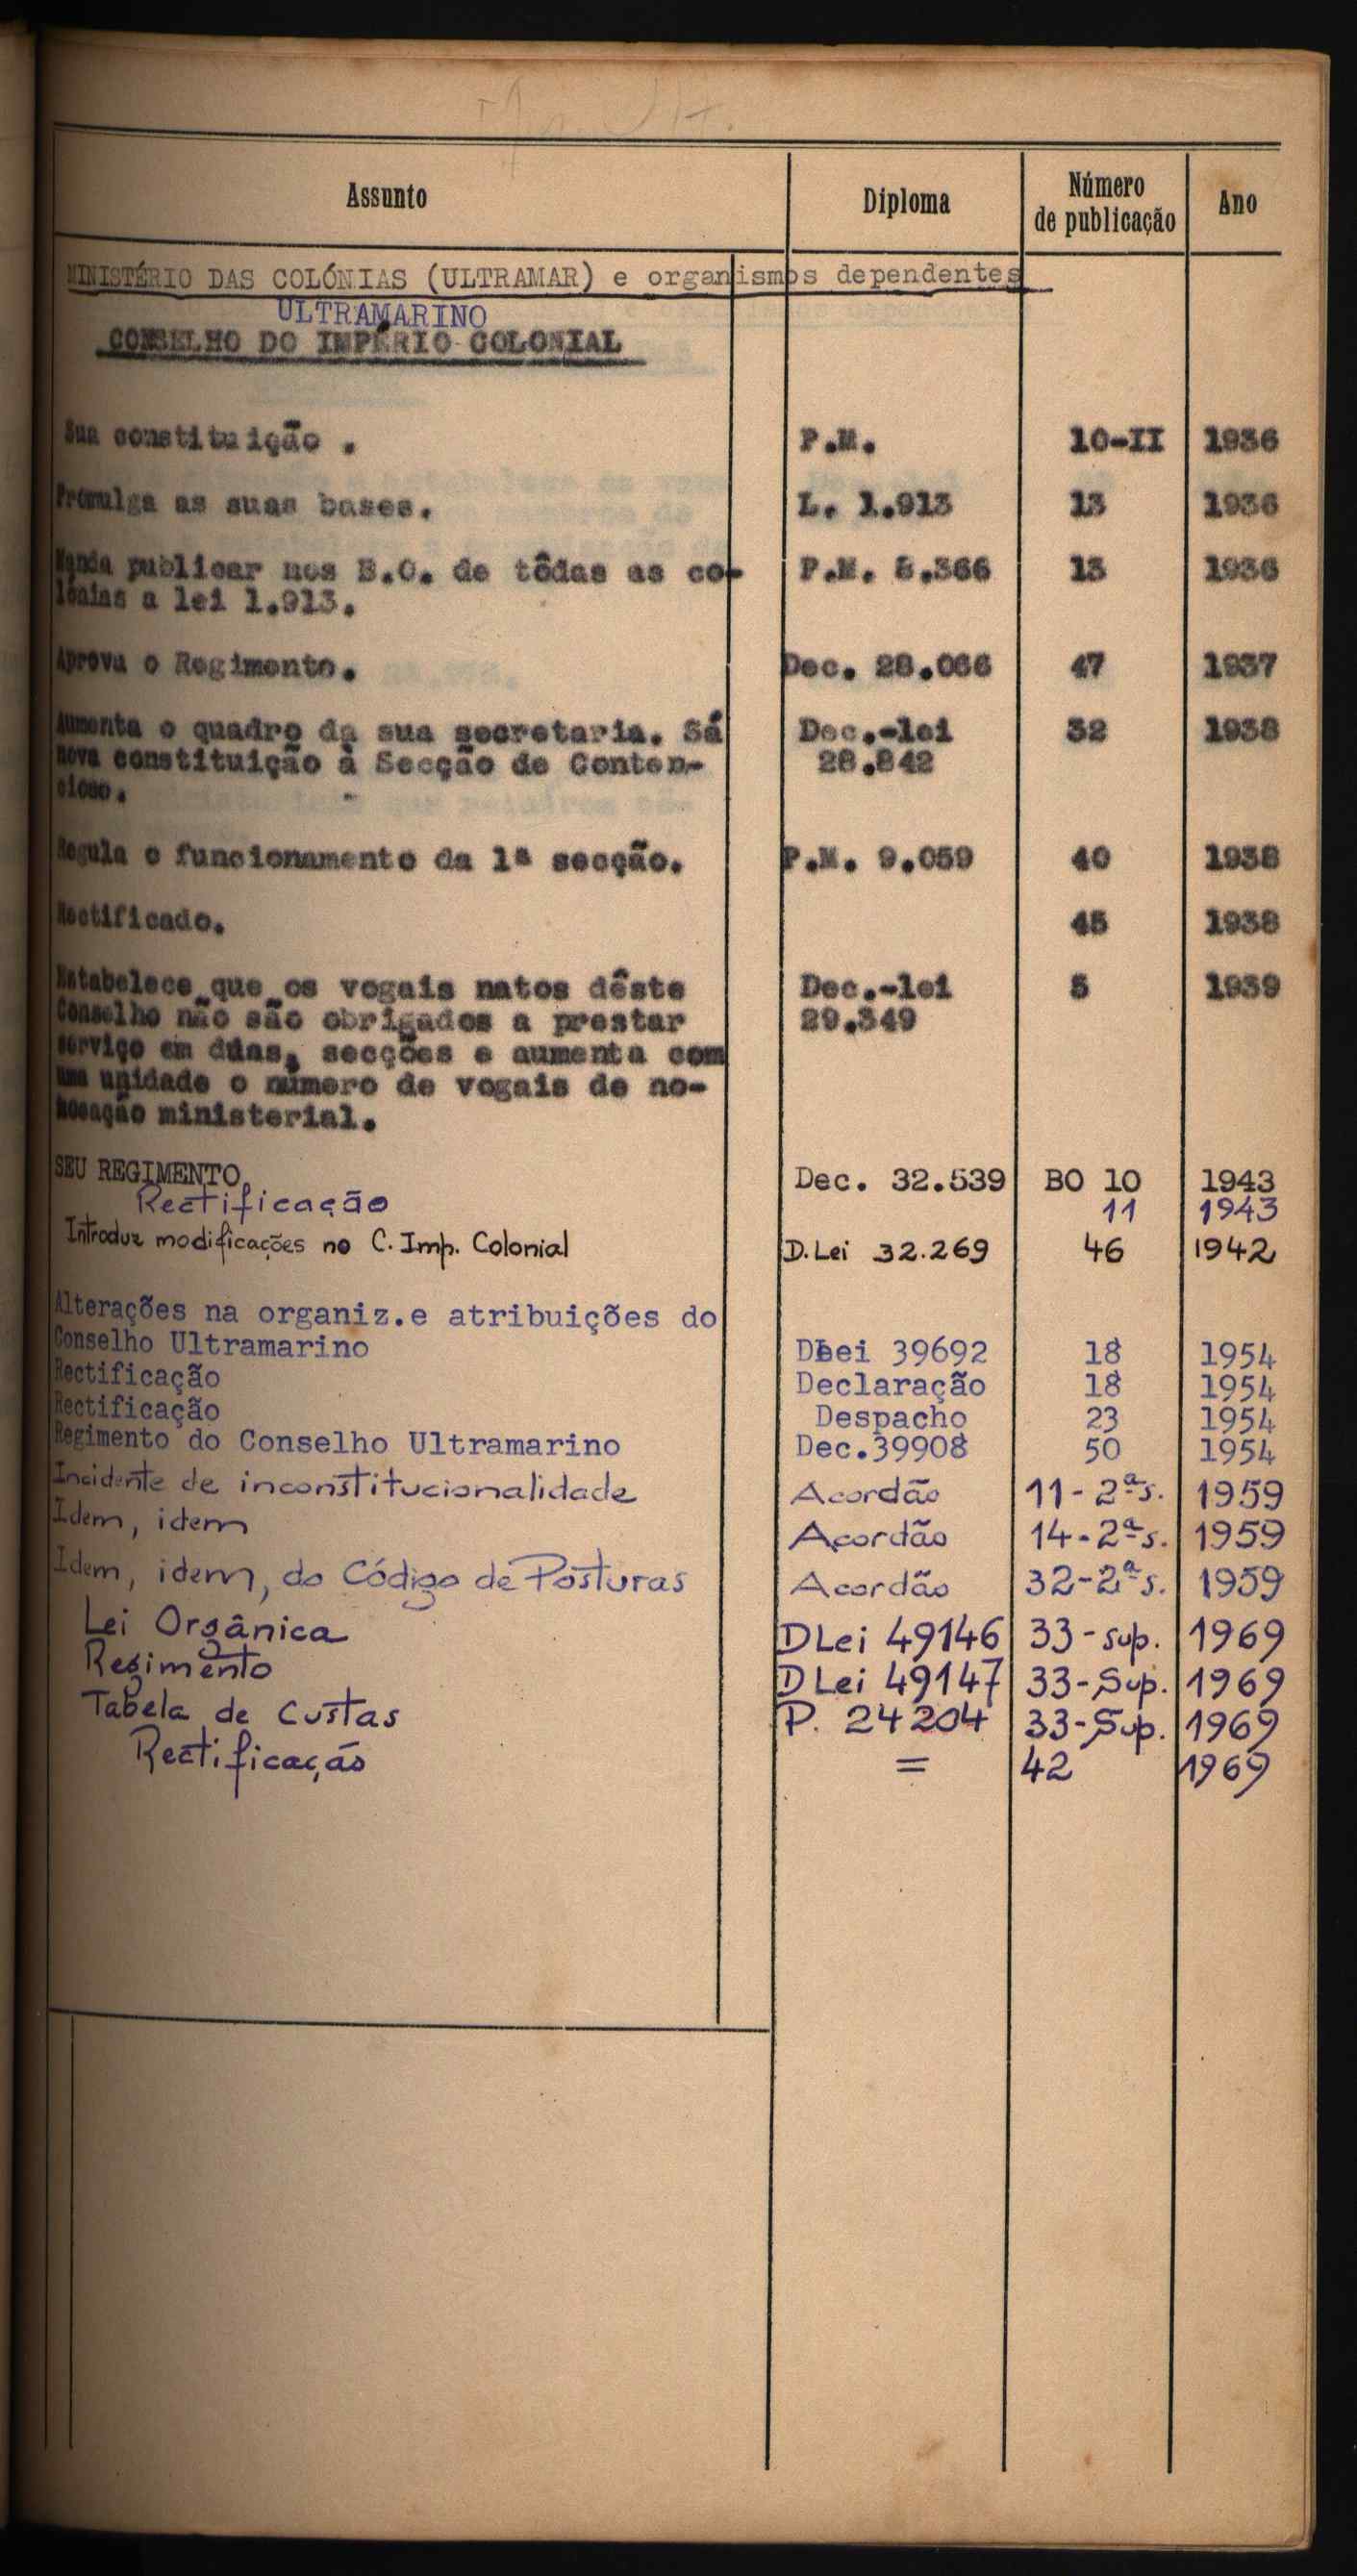 Assunto Diploma Número de publicação Ano
MINISTÉRIO DAS COLÓNIAS (ULTRAMAR) e organismos dependentes
ULTRAMARINO
CONSELHO DO IMPÉRIO COLONIAL
Sua constituição . P.M. 10-II 1936
Promulga as suas bases. L. 1.913 13 1936
Manda publicar nos B.O. de tôdas as co- P.M. 8.366 13 1936
lónias a lei 1.913.
Aprova o Regimento. Dec. 28.066 47 1937
Aumenta o quadro da sua secretaria. Sá Dec.-lei 32 1938
nova constituição à Secção de Conten- 28.842
cioso.
Regula o funcionamento da 1ª secção. P.M. 9.059 40 1938
Rectificado. 45 1938
Estabelece que os vogais natos dêste Dec.-lei 5 1939
Conselho não são obrigados a prestar 29.349
serviço em duas, secções e aumenta com
uma unidade o número de vogais de no-
meação ministerial.
SEU REGIMENTO Dec. 32.539 BO 10 1943
Rectificação 11 1943
Introduz modificações no C. Imp. Colonial D. Lei 32.269 46 1942
Alterações na organiz.e atribuições do
Conselho Ultramarino DLei 39692 18 1954
Rectificação Declaração 18 1954
Rectificação Despacho 23 1954
Regimento do Conselho Ultramarino Dec.39908 50 1954
Incidente de inconstitucionalidade Acordão 11-2ªs. 1959
Idem, idem Acordão 14-2ªs. 1959
Idem, idem, do Código de Posturas Acordão 32-2ªs. 1959
Lei Orgânica DLei 49146 33-sup. 1969
Regimento DLei 49147 33-Sup. 1969
Tabela de Custas P. 24204 33-Sup. 1969
Rectificação = 42 1969